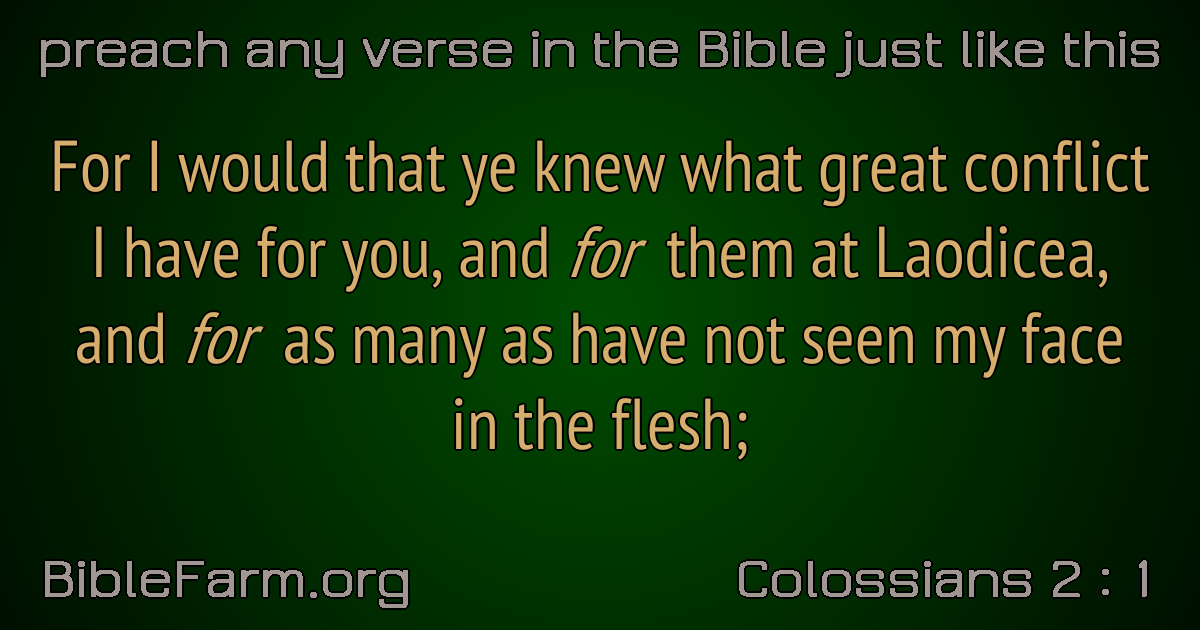 preach any verse in the Bible just like this
For I would that ye knew what great conflict
I have for you, and for them at Laodicea,
and for as many as have not seen my face
in the flesh;
BibleFarm.org
Colossians 2 : 1